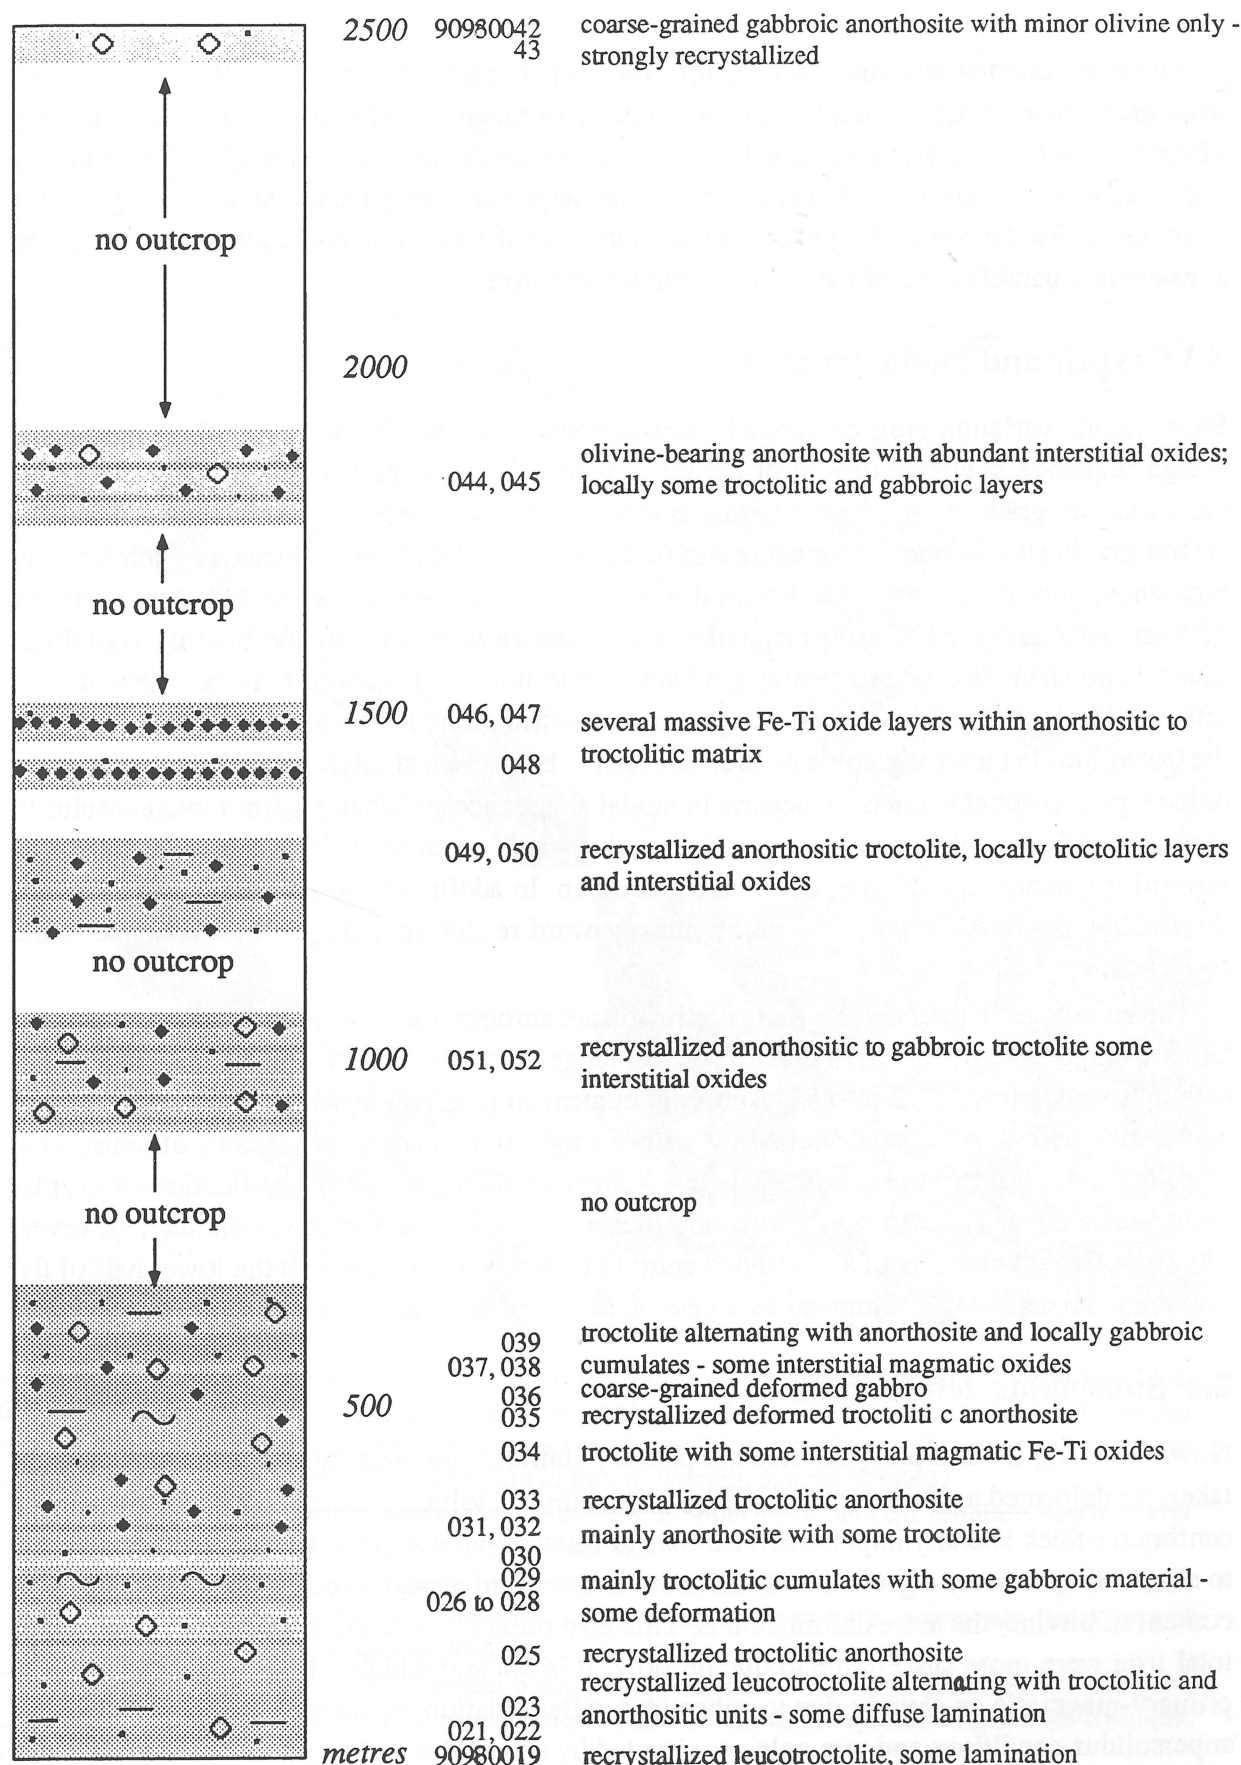 2500 90980042 coarse-grained gabbroic anorthosite with minor olivine only -
43 strongly recrystallized
no outcrop
2000
olivine-bearing anorthosite with abundant interstitial oxides;
044, 045 locally some troctolitic and gabbroic layers
no outcrop
1500 046, 047 several massive Fe-Ti oxide layers within anorthositic to
048 troctolitic matrix
049, 050 recrystallized anorthositic troctolite, locally troctolitic layers
and interstitial oxides
no outcrop
1000 051, 052 recrystallized anorthositic to gabbroic troctolite some
interstitial oxides
no outcrop no outcrop
039 troctolite alternating with anorthosite and locally gabbroic
037, 038 cumulates - some interstitial magmatic oxides
036 coarse-grained deformed gabbro
500 035 recrystallized deformed troctoliti c anorthosite
034 troctolite with some interstitial magmatic Fe-Ti oxides
033 recrystallized troctolitic anorthosite
031, 032 mainly anorthosite with some troctolite
030
029 mainly troctolitic cumulates with some gabbroic material -
026 to 028 some deformation
025 recrystallized troctolitic anorthosite
recrystallized leucotroctolite alternating with troctolitic and
023 anorthositic units - some diffuse lamination
021, 022
metres 90980019 recrystallized leucotroctolite, some lamination